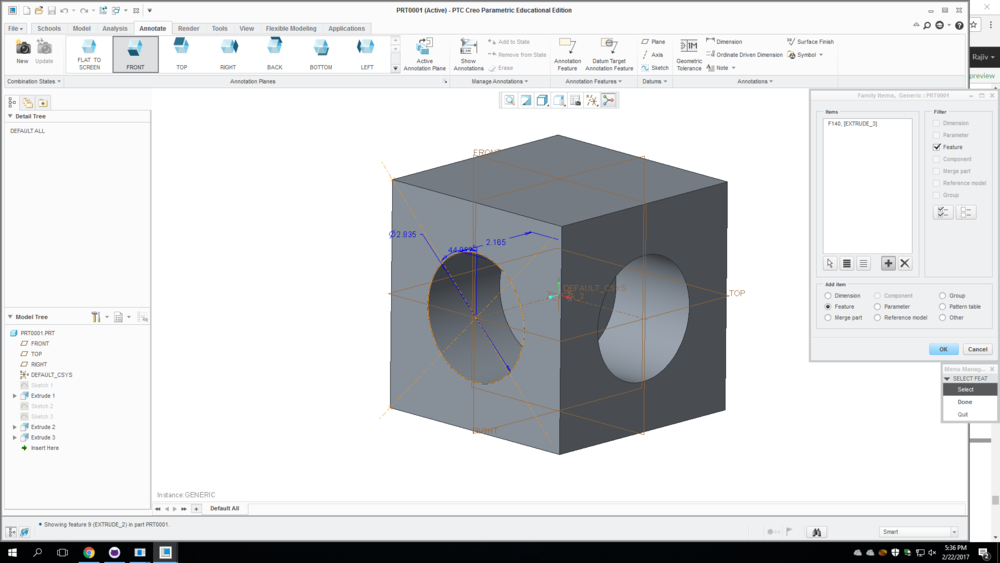 PRT0001 (Active) - PTC Creo Parametric Educational Edition
File Schools Model Analysis Annotate Render Tools View Flexible Modeling Applications
New Update
FLAT TO SCREEN FRONT TOP RIGHT BACK BOTTOM LEFT
Active Annotation Plane
Show Annotations
Add to State
Remove from State
Erase
Annotation Feature
Datum Target Annotation Feature
Plane
Axis
Sketch
Geometric Tolerance
Dimension
Ordinate Driven Dimension
Note
Surface Finish
Symbol
Combination States Annotation Planes Manage Annotations Annotation Features Datums Annotations
Rajiv
preview
Detail Tree
DEFAULT ALL
Model Tree
PRT0001.PRT
FRONT
TOP
RIGHT
DEFAULT_CSYS
Sketch 1
Extrude 1
Sketch 2
Sketch 3
Extrude 2
Extrude 3
Insert Here
FRONT
Ø2.835
2.165
DEFAULT_CSYS
TOP
RIGHT
Instance:GENERIC
Default All
Family Items, Generic : PRT0001
Items
F140, [EXTRUDE_3]
Filter
Dimension
Parameter
Feature
Component
Merge part
Reference model
Group
Add item
Dimension Component Group
Feature Parameter Pattern table
Merge part Reference model Other
OK Cancel
Menu Manag...
SELECT FEAT
Select
Done
Quit
Showing feature 9 (EXTRUDE_2) in part PRT0001.
Smart
5:36 PM
2/22/2017
2